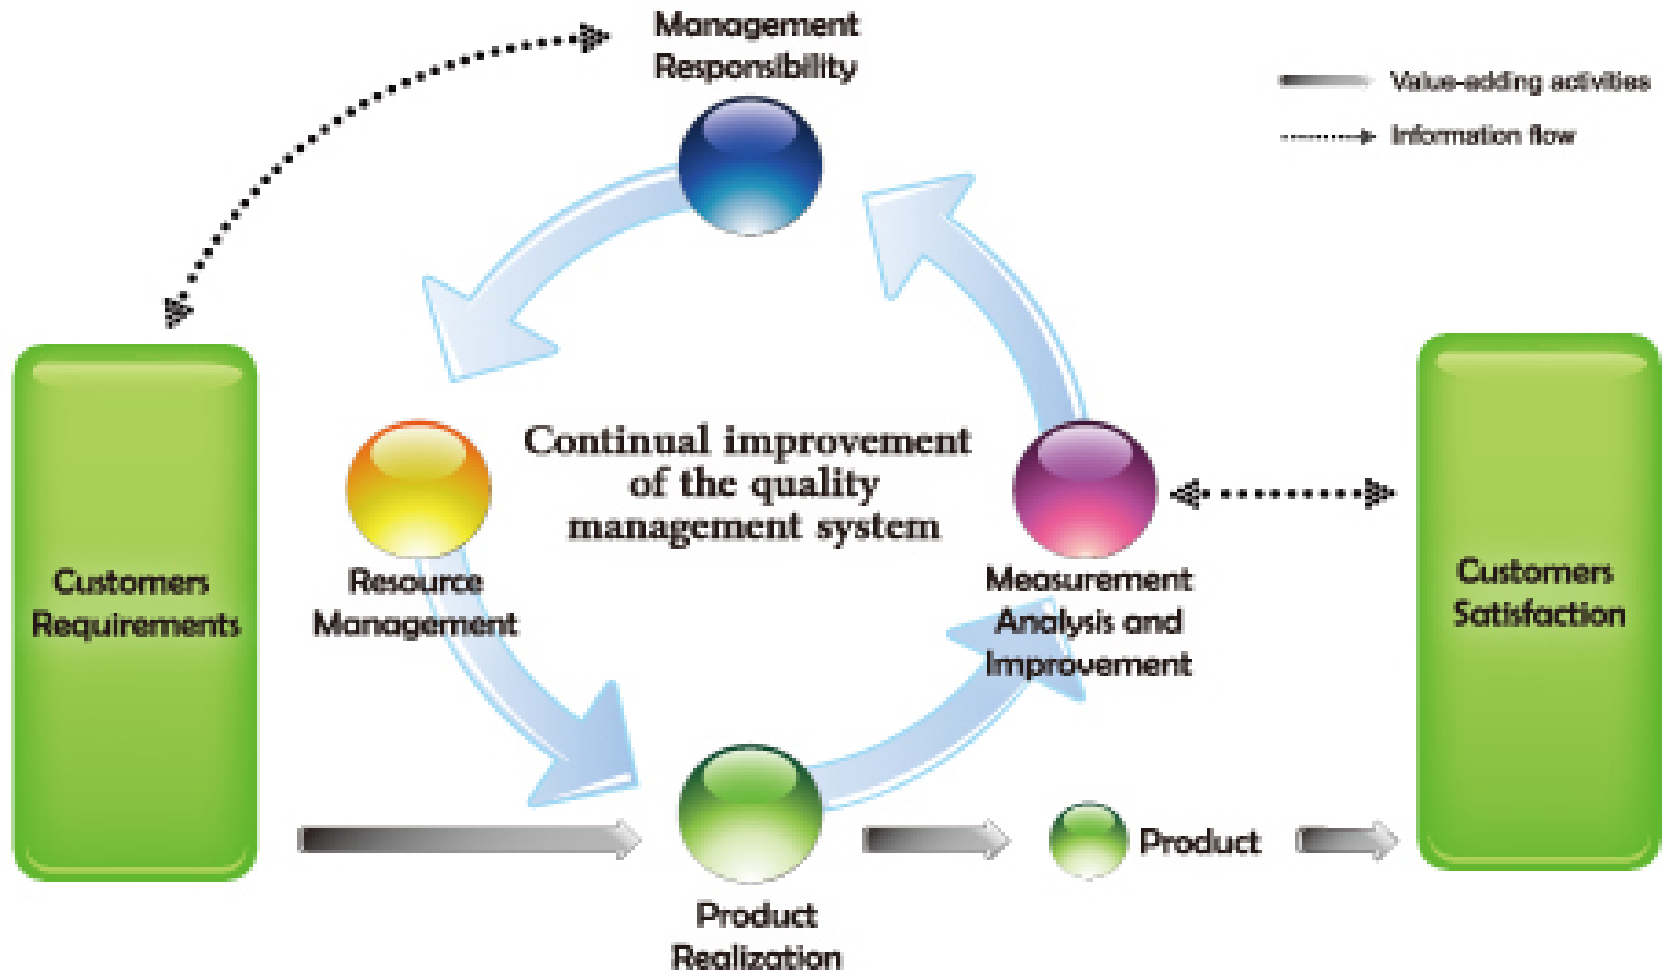 Management
Responsibility
Value-adding activities
Information flow
Continual improvement
of the quality
management system
Customers
Requirements
Resource
Management
Measurement
Analysis and
Improvement
Customers
Satisfaction
Product
Product
Realization